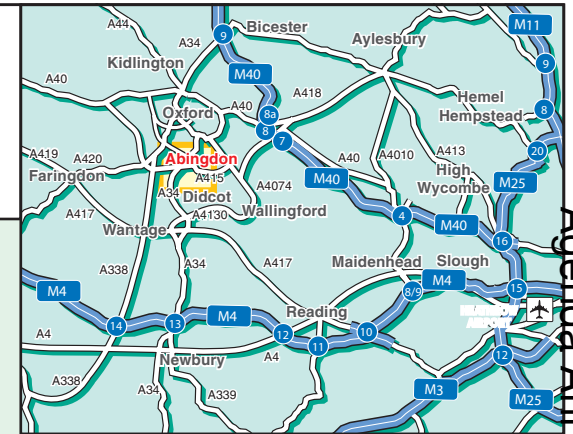 A44
A34
9
Bicester
M11
Aylesbury
Kidlington
9
A40
M40
A418
Hemel
Hempstead
8
Oxford
A40
8a
8
7
20
A419
A420
Abingdon
A40
A4010
A413
Faringdon
A415
A4074
M40
High
Wycombe
M25
A34
Didcot
A417
A4130
Wallingford
4
M40
Wantage
16
A338
A34
A417
Maidenhead
Slough
M4
M4
8/9
15
M4
Reading
14
13
12
10
A4
11
12
Newbury
A4
A338
A34
A339
M3
M25